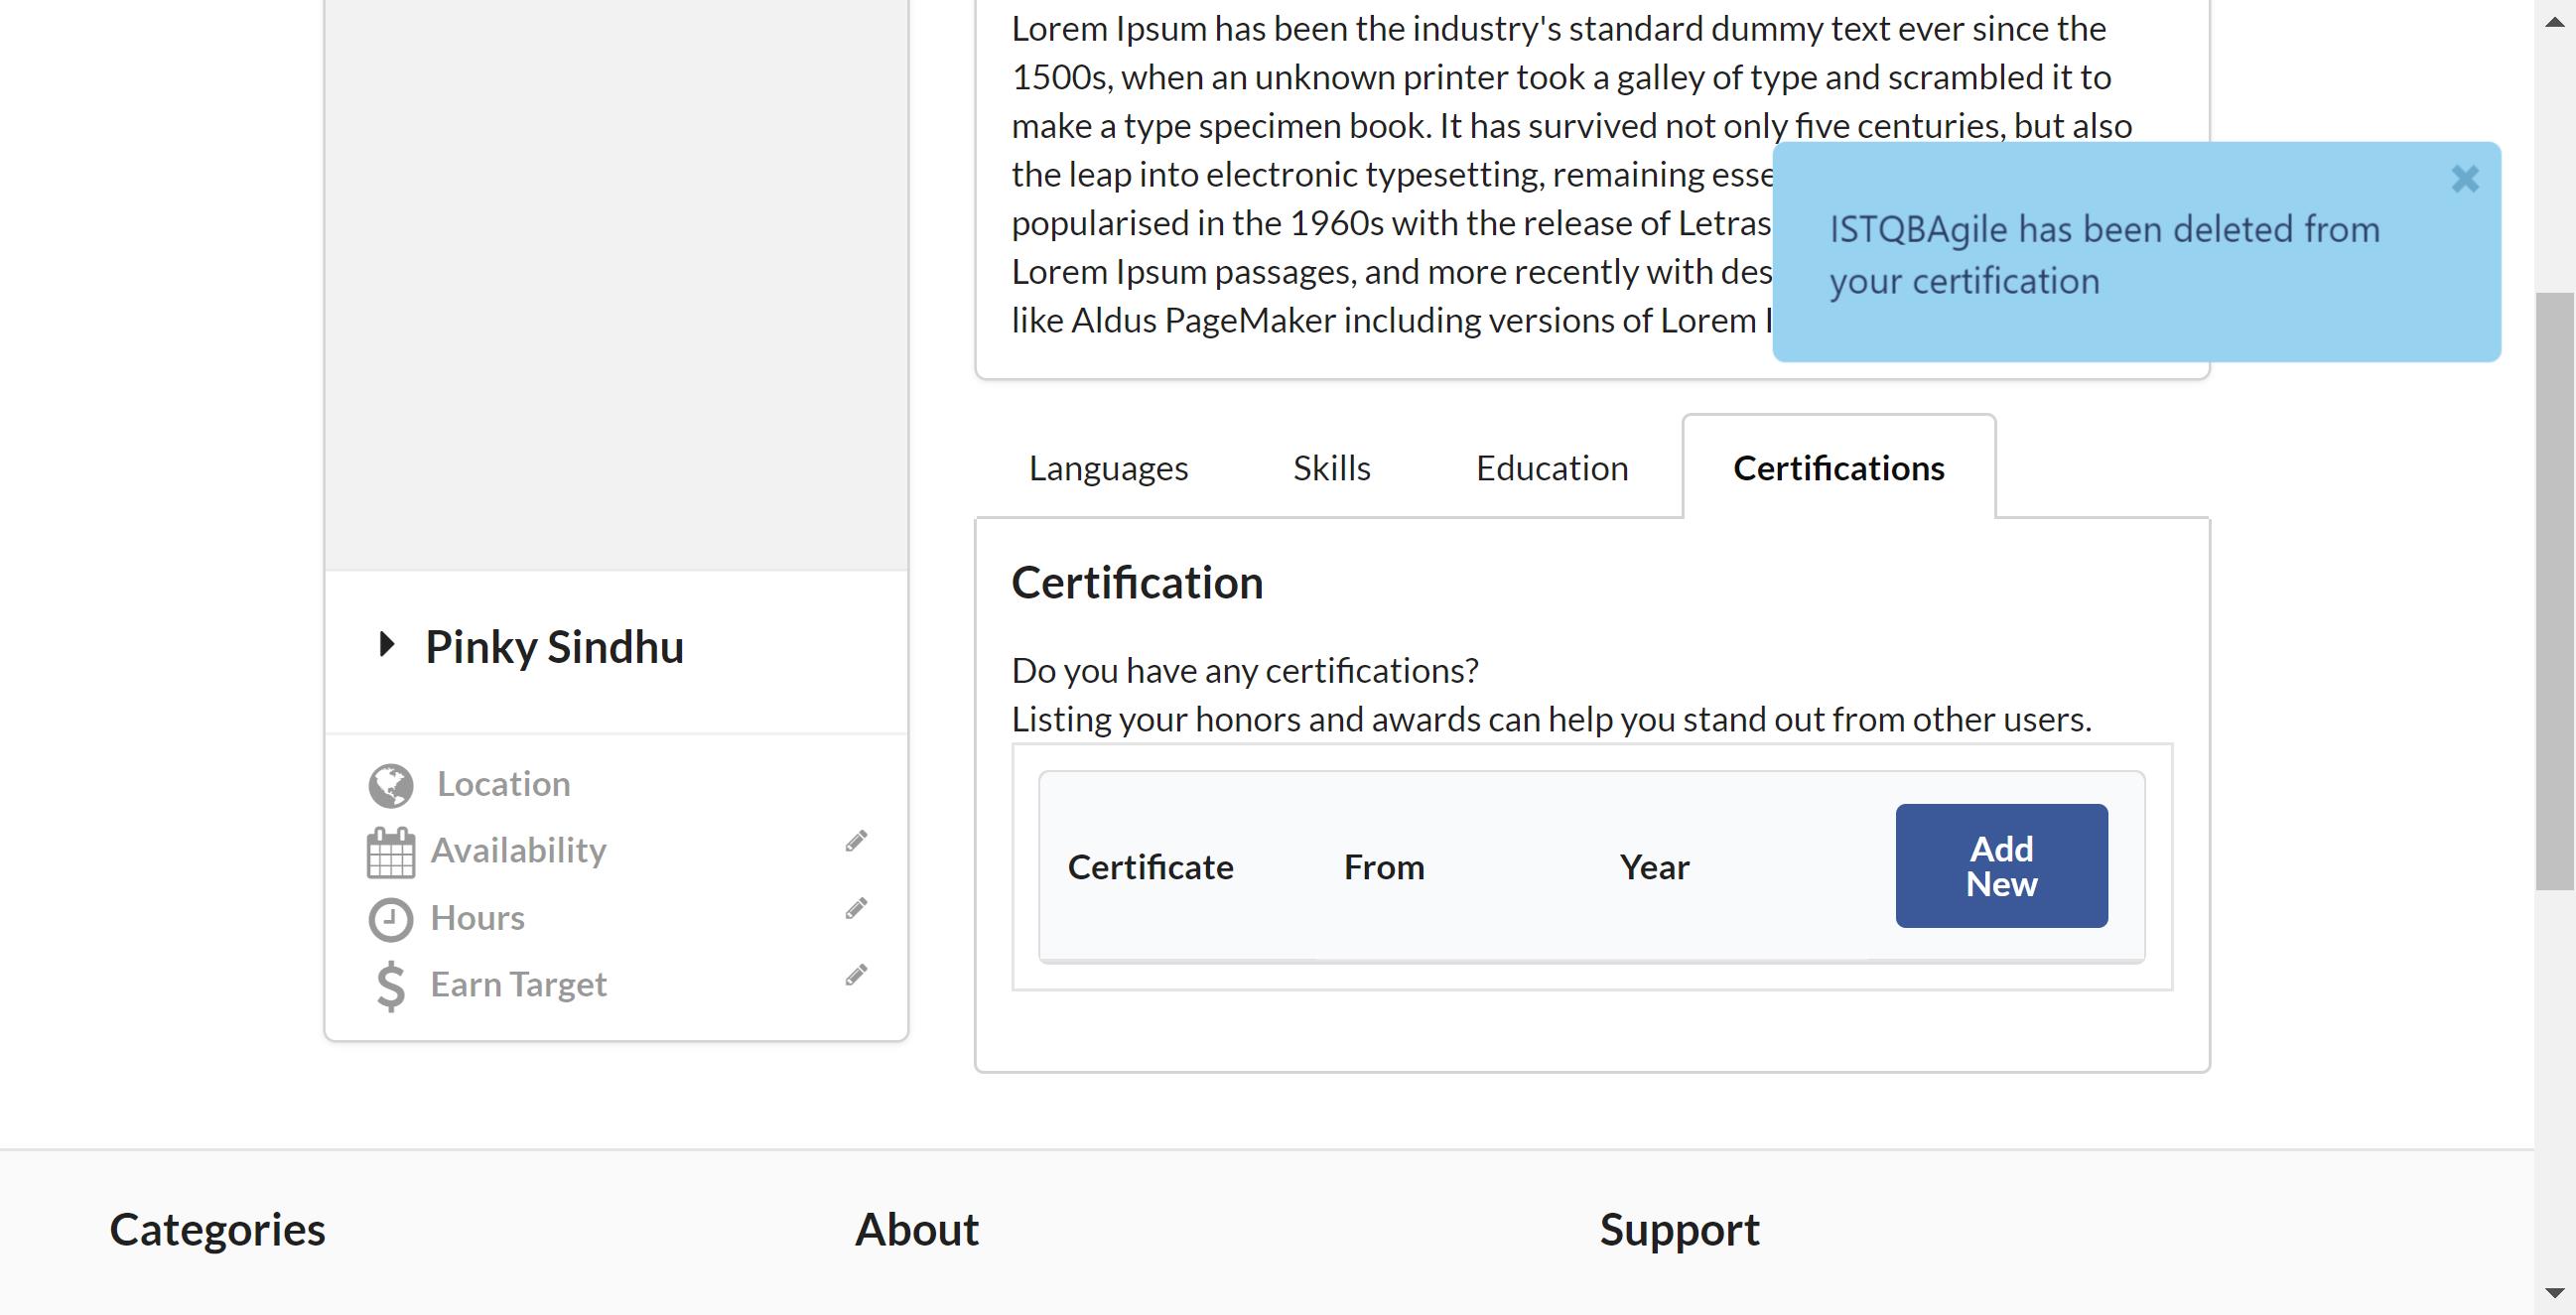 Lorem Ipsum has been the industry's standard dummy text ever since the
1500s, when an unknown printer took a galley of type and scrambled it to
make a type specimen book. It has survived not only five centuries, but also
the leap into electronic typesetting, remaining esse
popularised in the 1960s with the release of Letras
Lorem Ipsum passages, and more recently with des
like Aldus PageMaker including versions of Lorem I
ISTQBAgile has been deleted from
your certification
Languages
Skills
Education
Certifications
Certification
Do you have any certifications?
Listing your honors and awards can help you stand out from other users.
Certificate
From
Year
Add
New
Pinky Sindhu
Location
Availability
Hours
Earn Target
Categories
About
Support